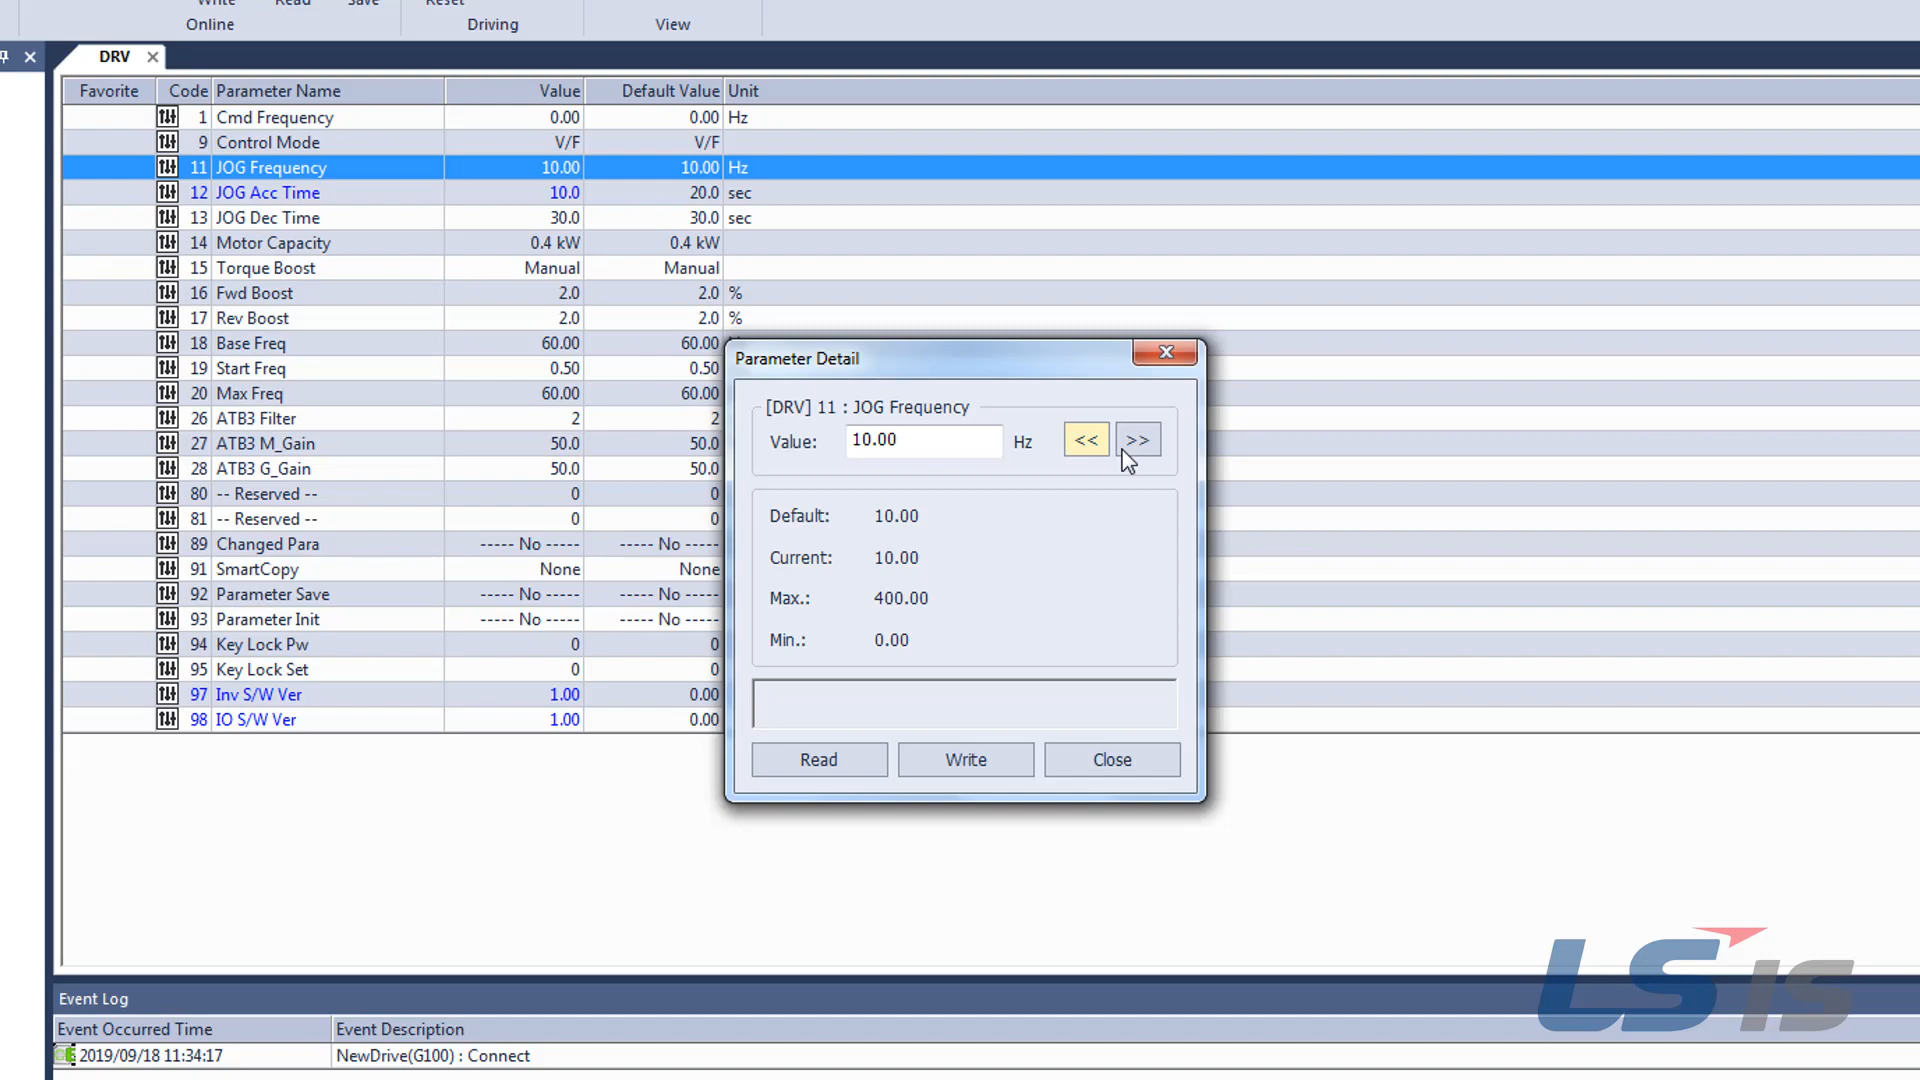 Write Read Save Reset
Online Driving View
DRV
Favorite Code Parameter Name Value Default Value Unit
1 Cmd Frequency 0.00 0.00 Hz
9 Control Mode V/F V/F
11 JOG Frequency 10.00 10.00 Hz
12 JOG Acc Time 10.0 20.0 sec
13 JOG Dec Time 30.0 30.0 sec
14 Motor Capacity 0.4 kW 0.4 kW
15 Torque Boost Manual Manual
16 Fwd Boost 2.0 2.0 %
17 Rev Boost 2.0 2.0 %
18 Base Freq 60.00 60.00
19 Start Freq 0.50 0.50
20 Max Freq 60.00 60.00
26 ATB3 Filter 2 2
27 ATB3 M_Gain 50.0 50.0
28 ATB3 G_Gain 50.0 50.0
80 -- Reserved -- 0 0
81 -- Reserved -- 0 0
89 Changed Para ----- No ----- ----- No -----
91 SmartCopy None None
92 Parameter Save ----- No ----- ----- No -----
93 Parameter Init ----- No ----- ----- No -----
94 Key Lock Pw 0 0
95 Key Lock Set 0 0
97 Inv S/W Ver 1.00 0.00
98 IO S/W Ver 1.00 0.00
Parameter Detail
[DRV] 11 : JOG Frequency
Value: 10.00 Hz << >>
Default: 10.00
Current: 10.00
Max.: 400.00
Min.: 0.00
Read Write Close
LSIS
Event Log
Event Occurred Time Event Description
2019/09/18 11:34:17 NewDrive(G100) : Connect